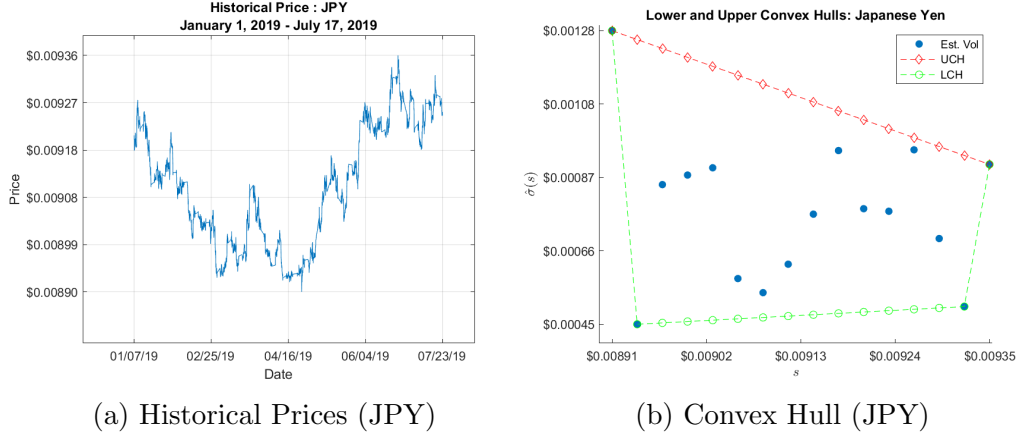 Historical Price : JPY
January 1, 2019 - July 17, 2019
$0.00936
$0.00927
$0.00918
$0.00908
$0.00899
$0.00890
Price
01/07/19 02/25/19 04/16/19 06/04/19 07/23/19
Date
(a) Historical Prices (JPY)
Lower and Upper Convex Hulls: Japanese Yen
$0.00128
$0.00108
$0.00087
$0.00066
$0.00045
σ̂(s)
Est. Vol
UCH
LCH
$0.00891 $0.00902 $0.00913 $0.00924 $0.00935
s
(b) Convex Hull (JPY)